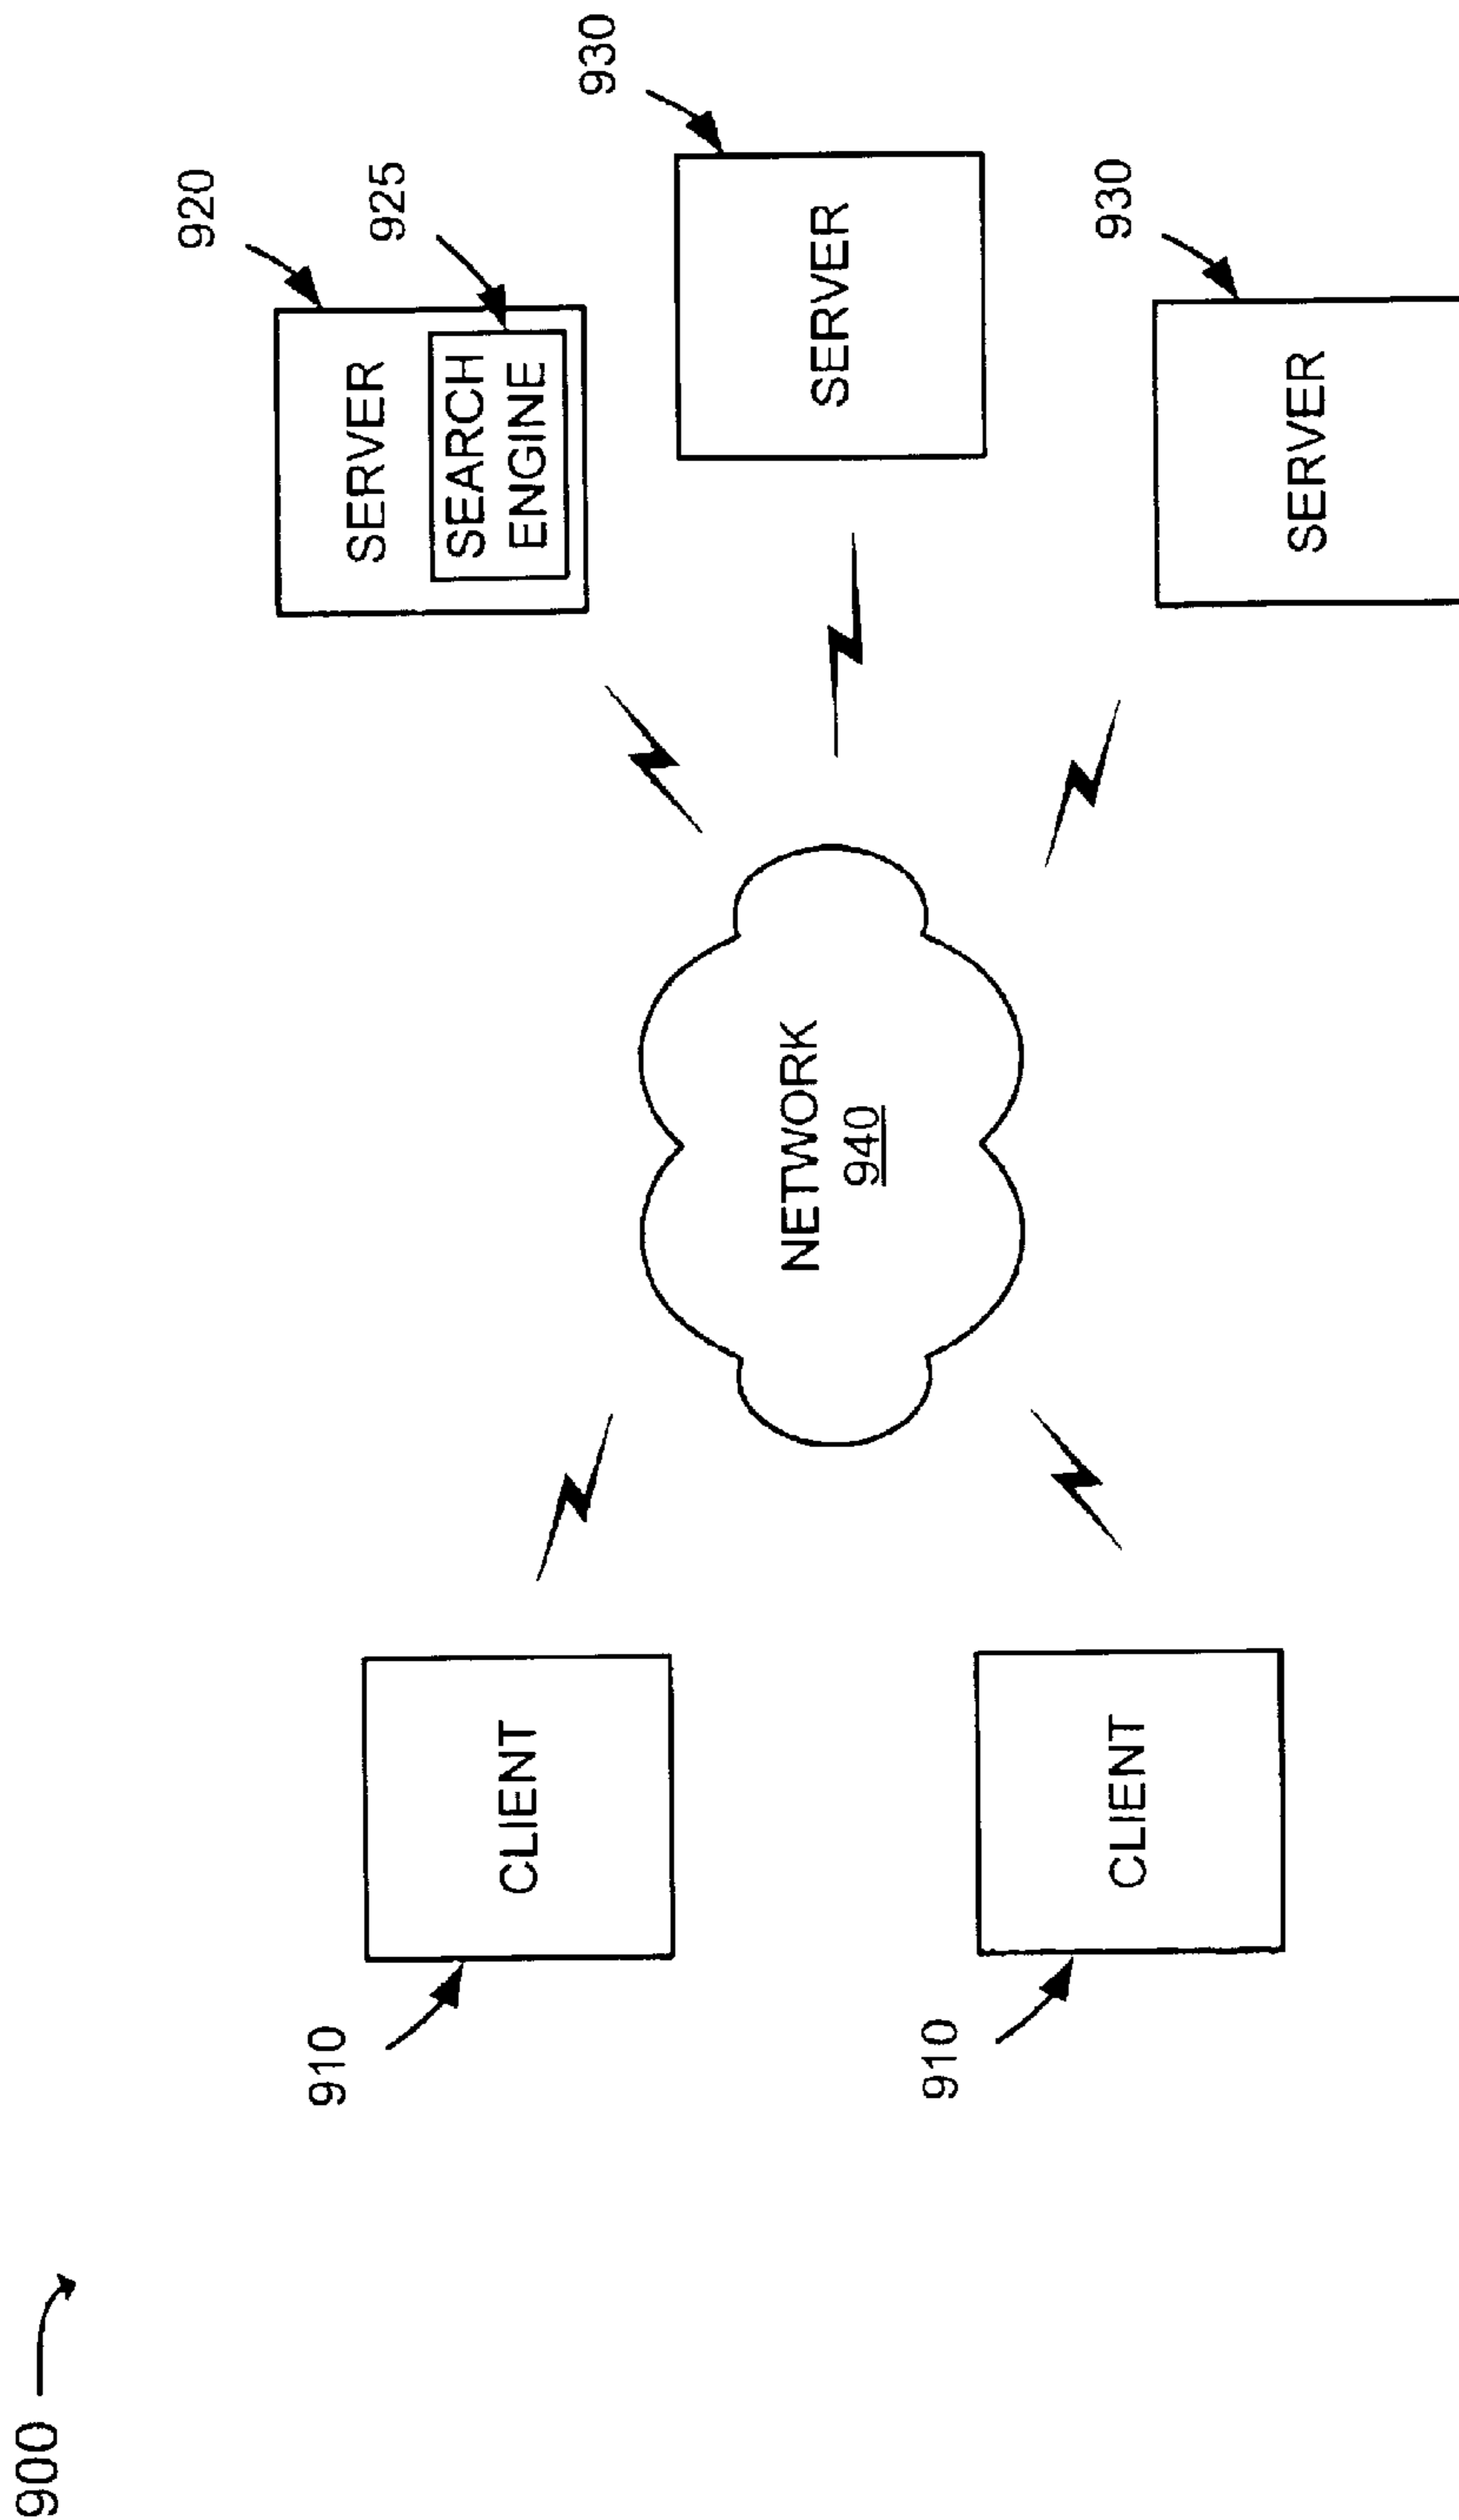 900
920
925
930
SERVER
SEARCH
ENGINE
SERVER
930
SERVER
NETWORK
940
910
CLIENT
910
CLIENT